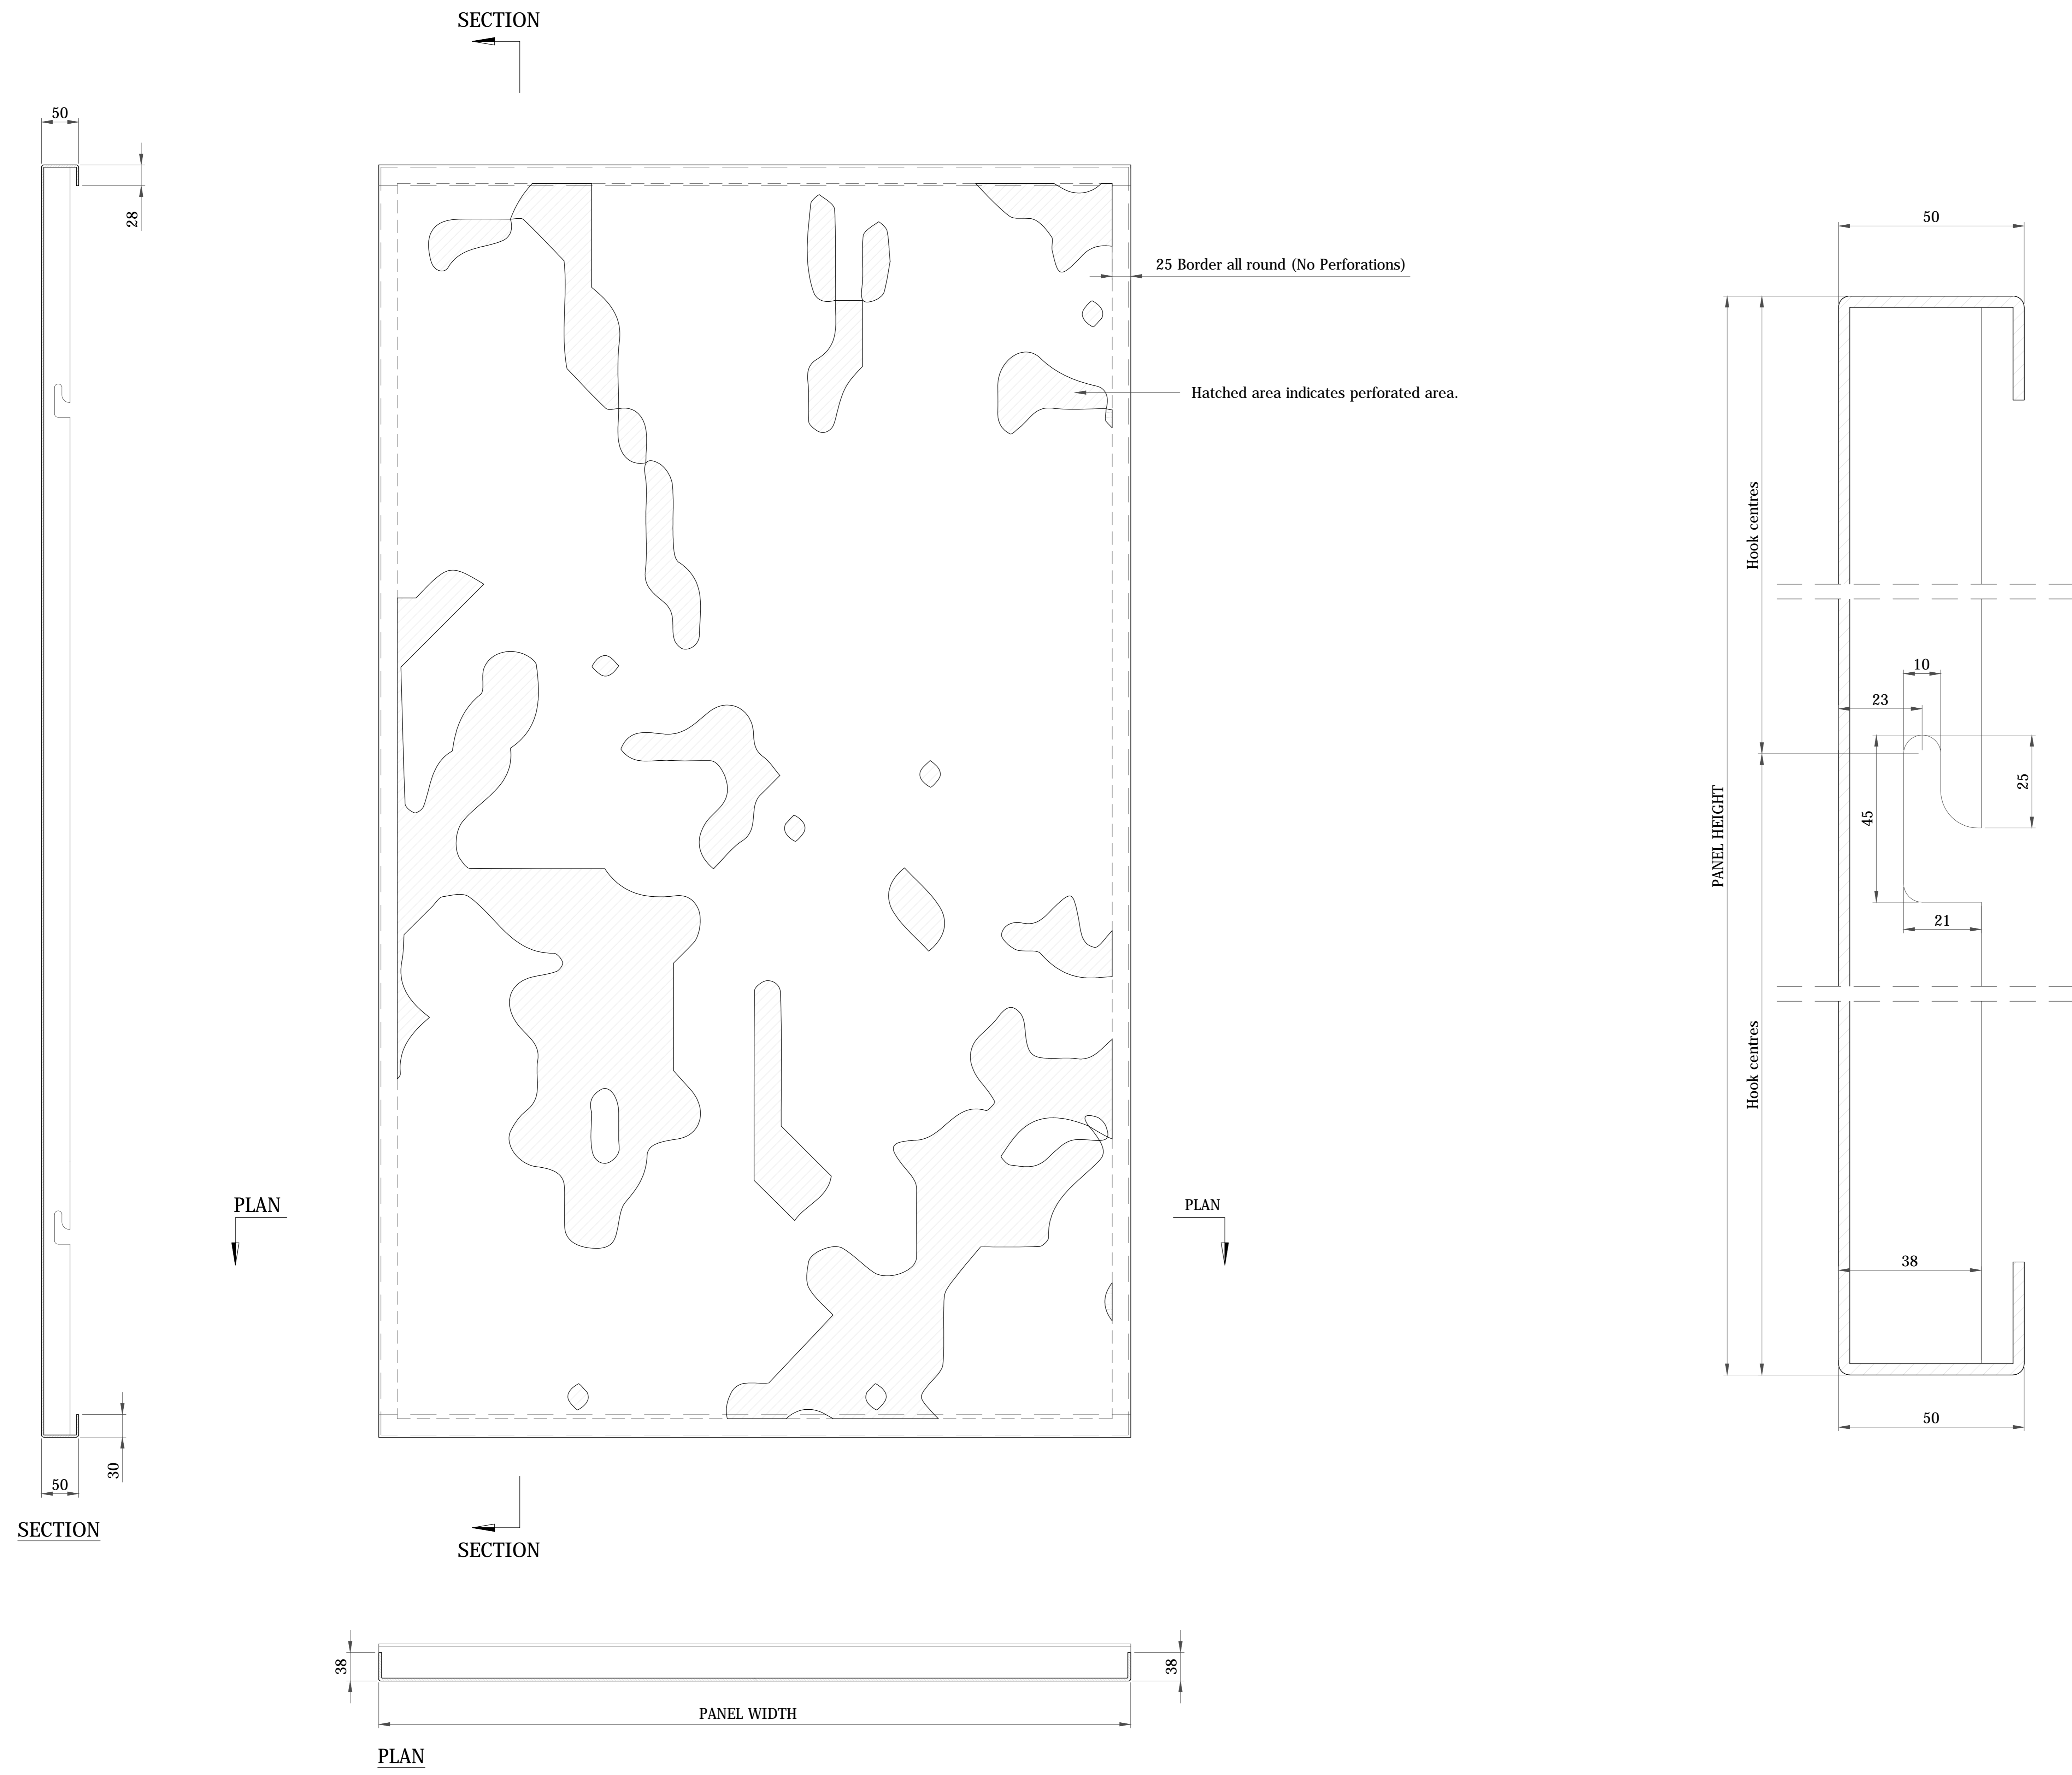 SECTION
50
28
50
25 Border all round (No Perforations)
Hatched area indicates perforated area.
Hook centres
10
23
25
45
PANEL HEIGHT
21
Hook centres
PLAN
PLAN
38
50
30
50
SECTION
SECTION
38
38
PANEL WIDTH
PLAN